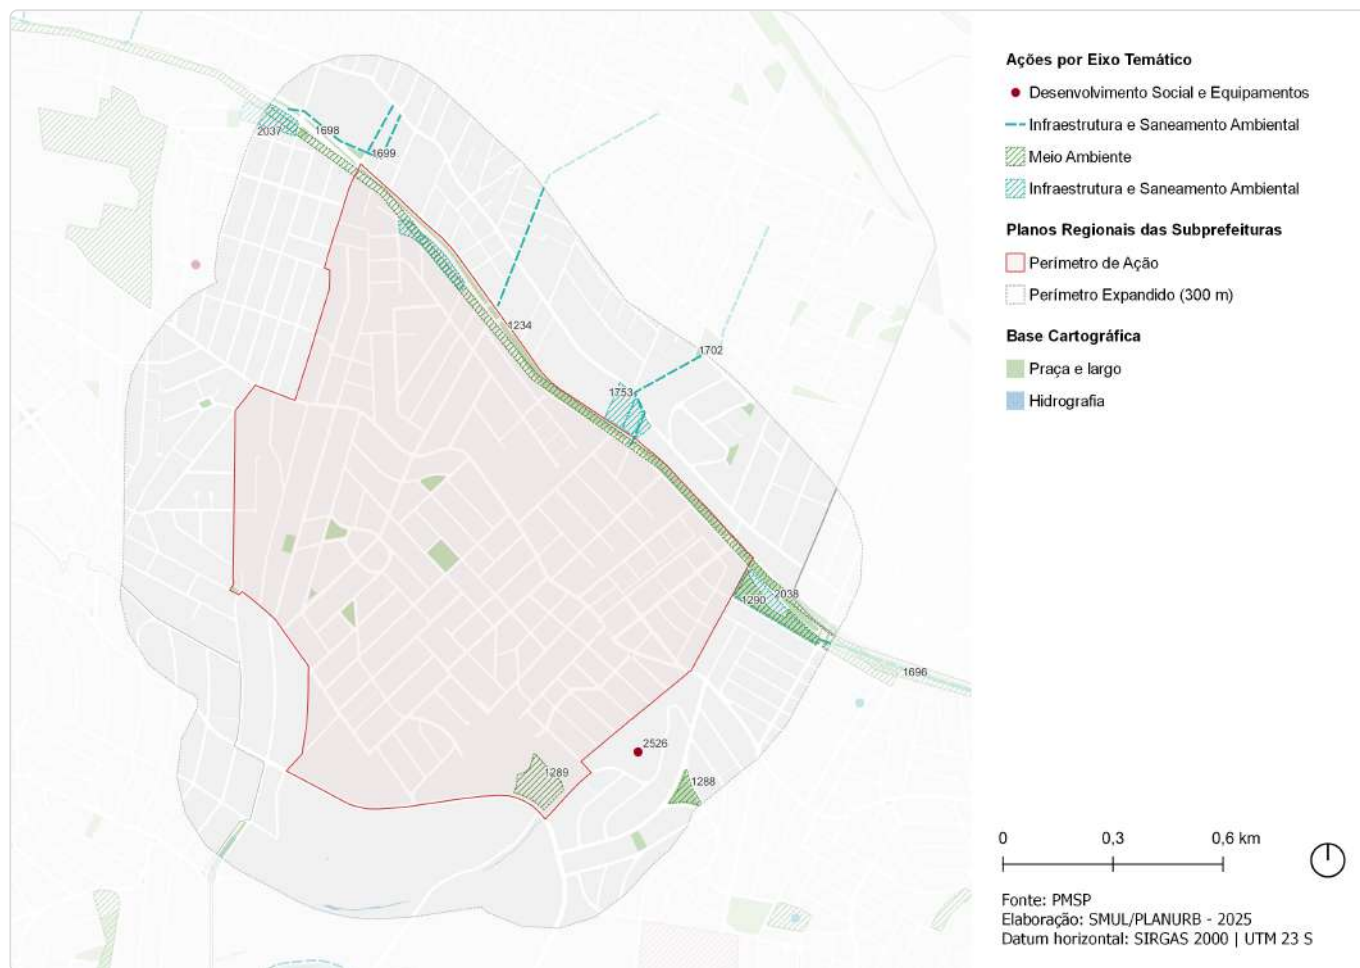 Ações por Eixo Temático
Desenvolvimento Social e Equipamentos
Infraestrutura e Saneamento Ambiental
Meio Ambiente
Infraestrutura e Saneamento Ambiental
Planos Regionais das Subprefeituras
Perímetro de Ação
Perímetro Expandido (300 m)
Base Cartográfica
Praça e largo
Hidrografia
2037
1698
1699
1234
1702
1753
1290
2038
1696
2526
1289
1288
0 0,3 0,6 km
Fonte: PMSP
Elaboração: SMUL/PLANURB - 2025
Datum horizontal: SIRGAS 2000 | UTM 23 S